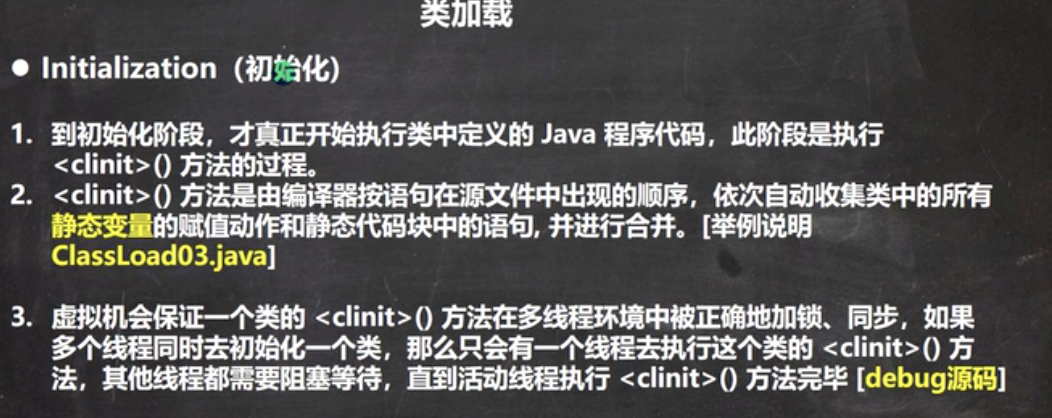 类加载
● Initialization（初始化）
1. 到初始化阶段，才真正开始执行类中定义的 Java 程序代码，此阶段是执行
<clinit>() 方法的过程。
2. <clinit>() 方法是由编译器按语句在源文件中出现的顺序，依次自动收集类中的所有
静态变量的赋值动作和静态代码块中的语句, 并进行合并。[举例说明
ClassLoad03.java]
3. 虚拟机会保证一个类的 <clinit>() 方法在多线程环境中被正确地加锁、同步，如果
多个线程同时去初始化一个类，那么只会有一个线程去执行这个类的 <clinit>() 方
法，其他线程都需要阻塞等待，直到活动线程执行 <clinit>() 方法完毕 [debug源码]